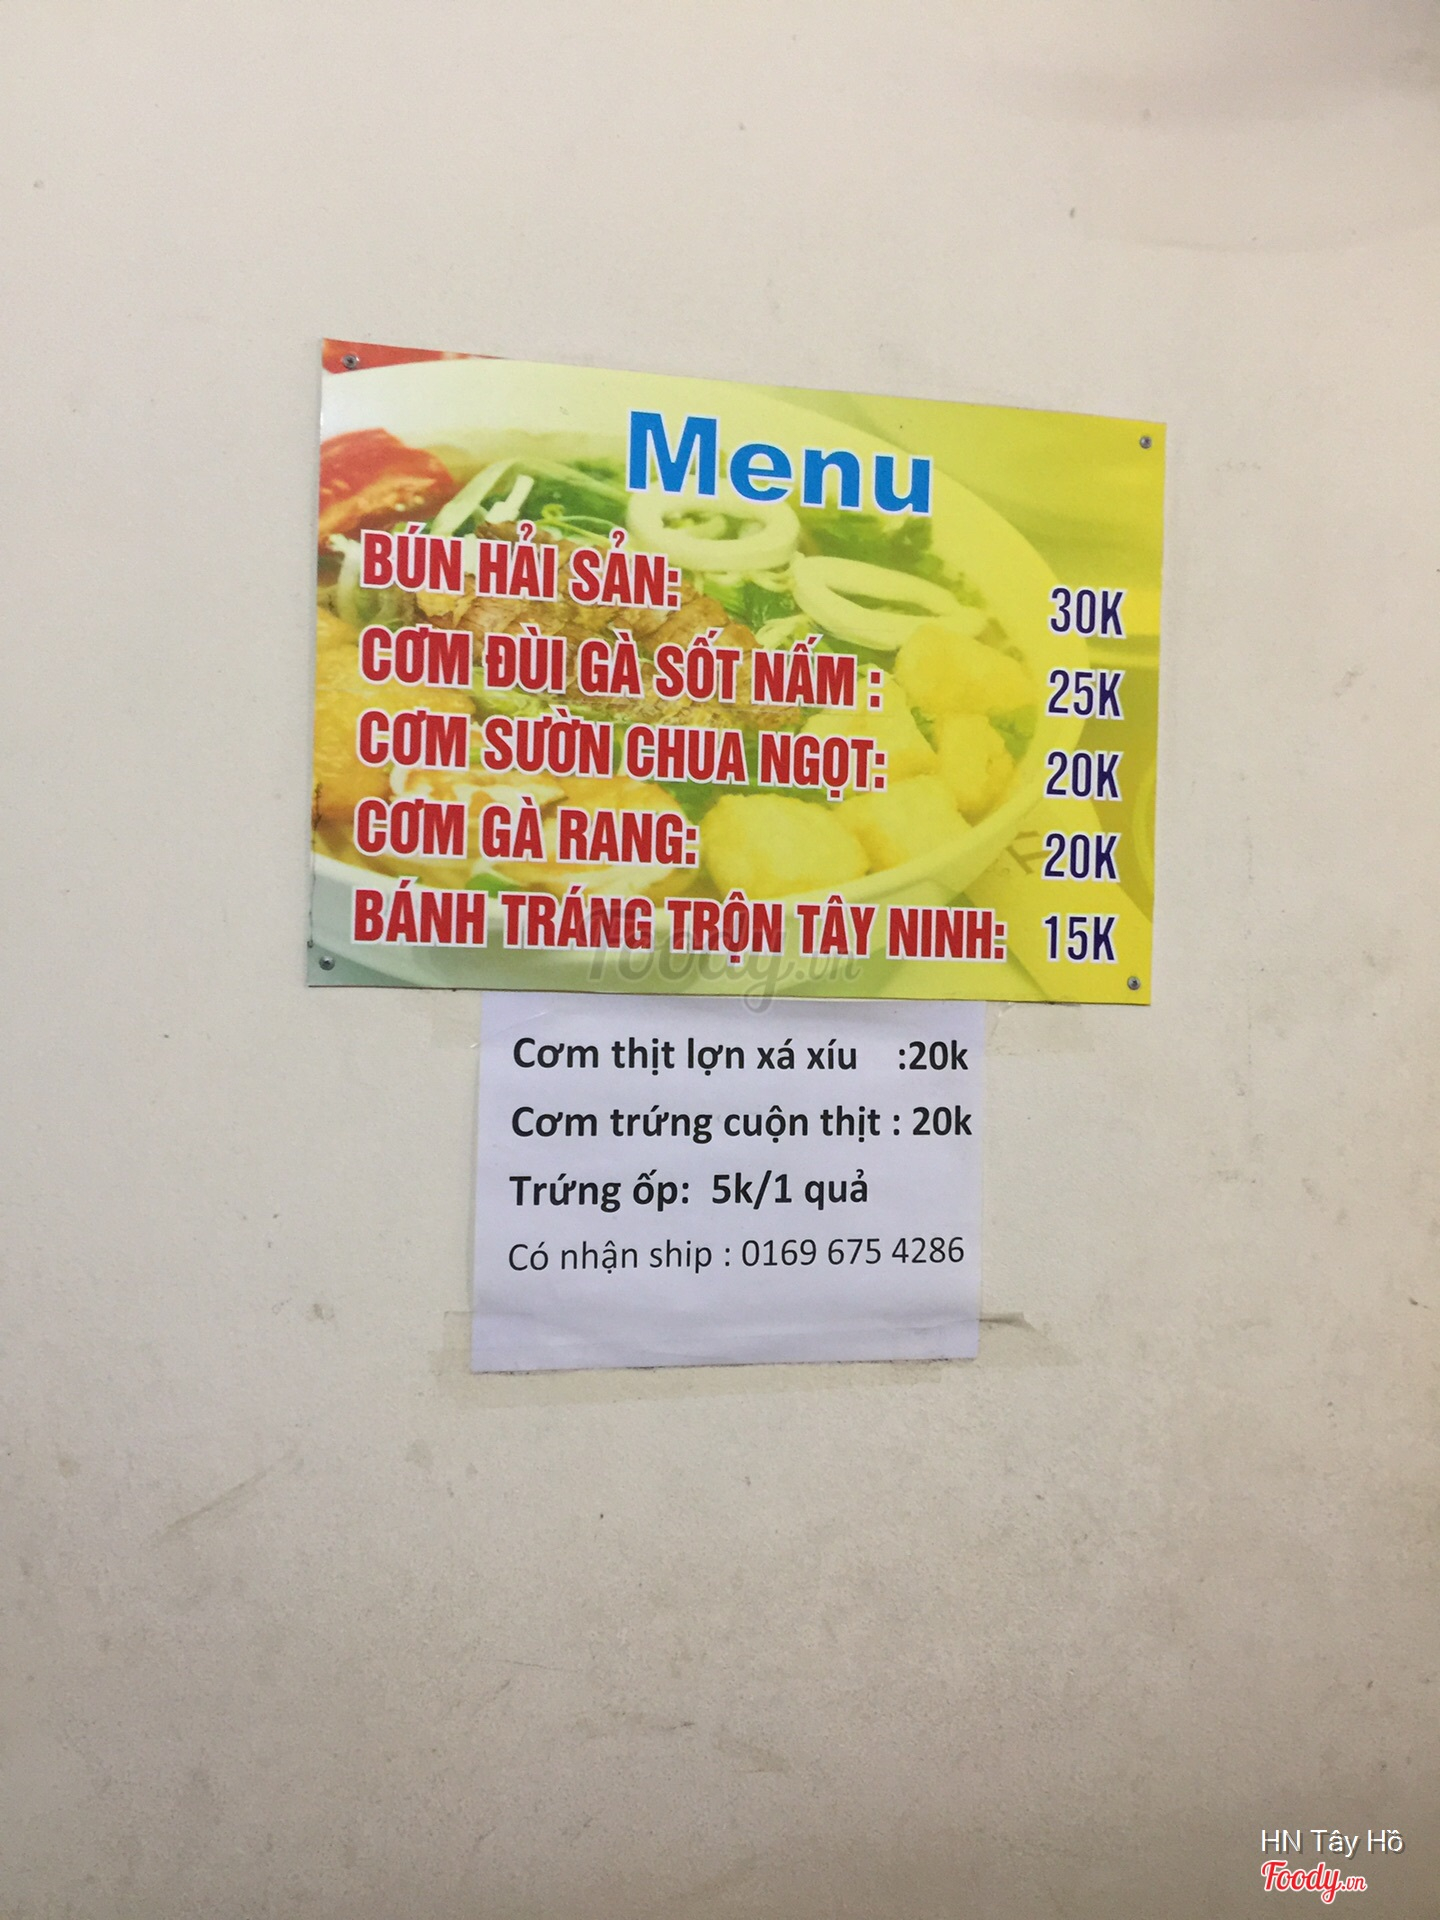 Menu
BÚN HẢI SẢN: 30K
CƠM ĐÙI GÀ SỐT NẤM : 25K
CƠM SƯỜN CHUA NGỌT: 20K
CƠM GÀ RANG: 20K
BÁNH TRÁNG TRỘN TÂY NINH: 15K
Foody.vn
Cơm thịt lợn xá xíu :20k
Cơm trứng cuộn thịt : 20k
Trứng ốp: 5k/1 quả
Có nhận ship : 0169 675 4286
HN Tây Hồ
Foody.vn